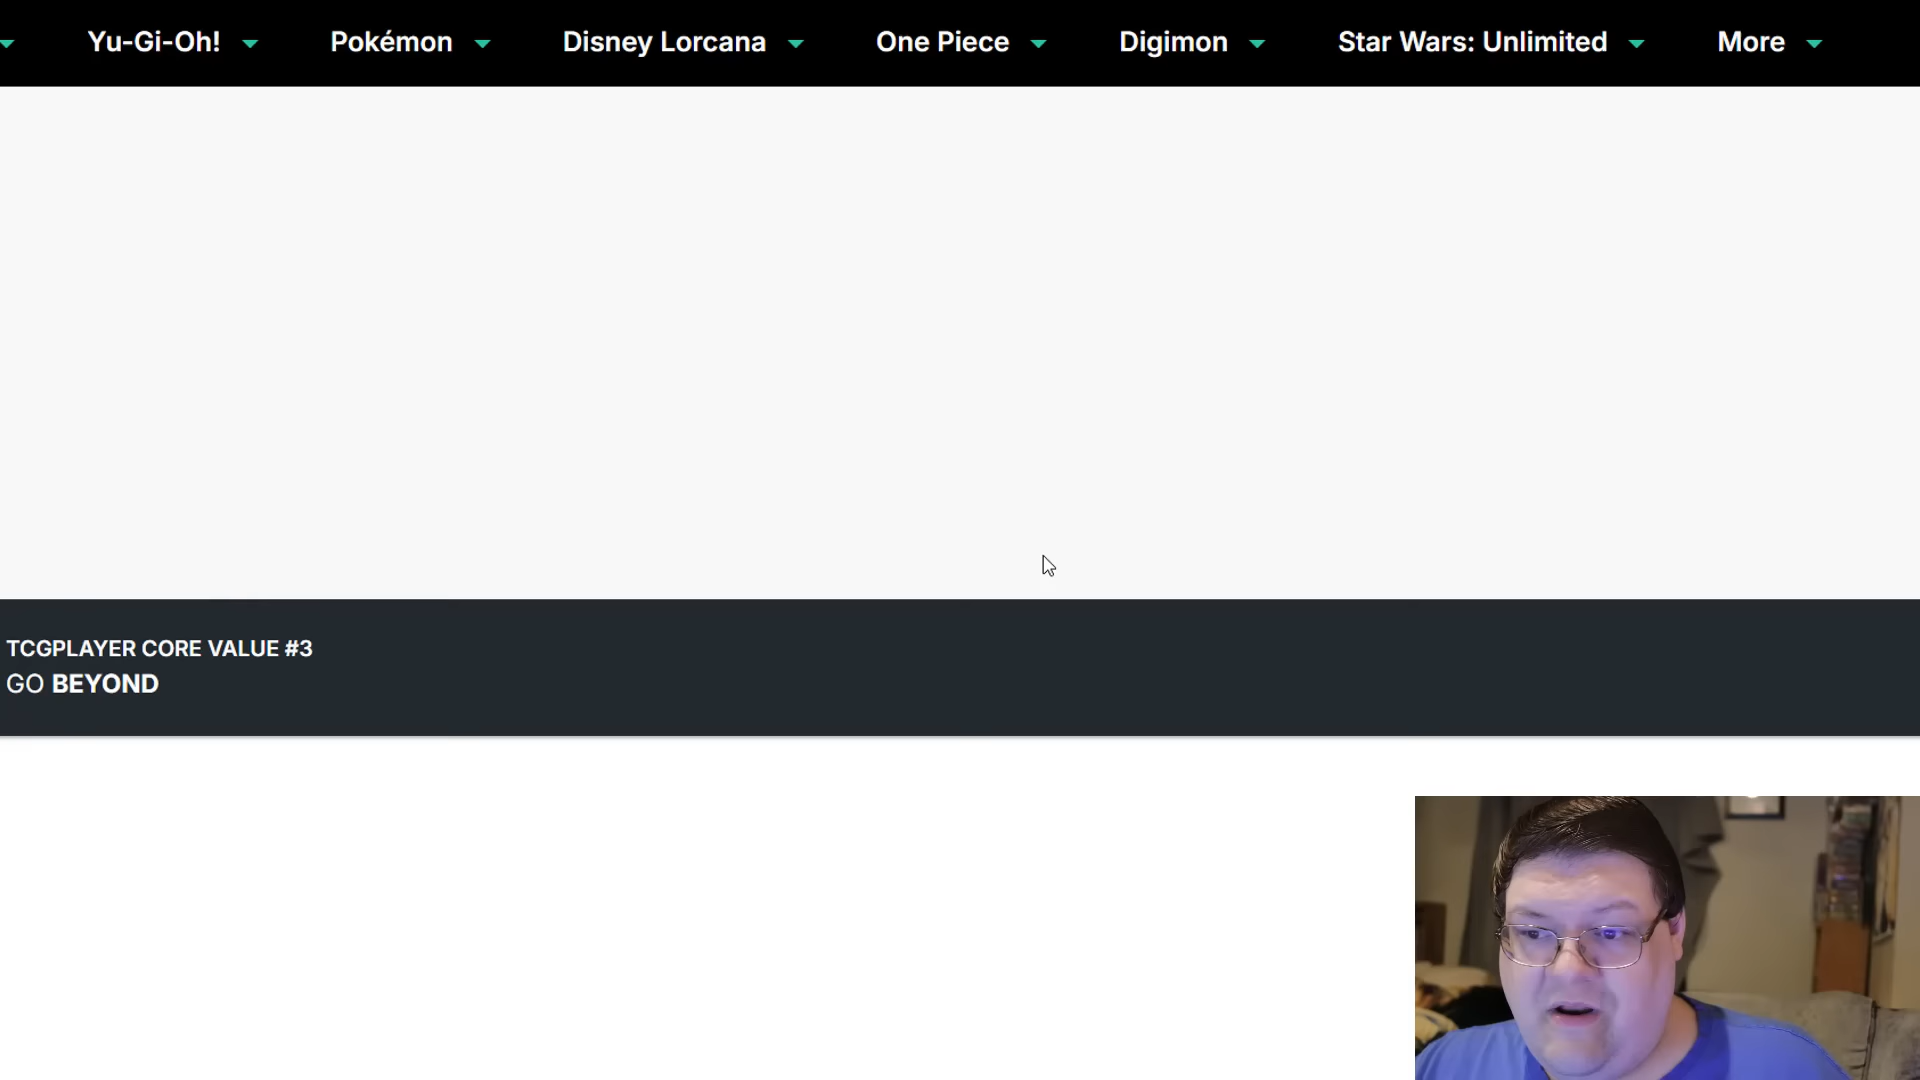 Yu-Gi-Oh! Pokémon Disney Lorcana One Piece Digimon Star Wars: Unlimited More
TCGPLAYER CORE VALUE #3
GO BEYOND